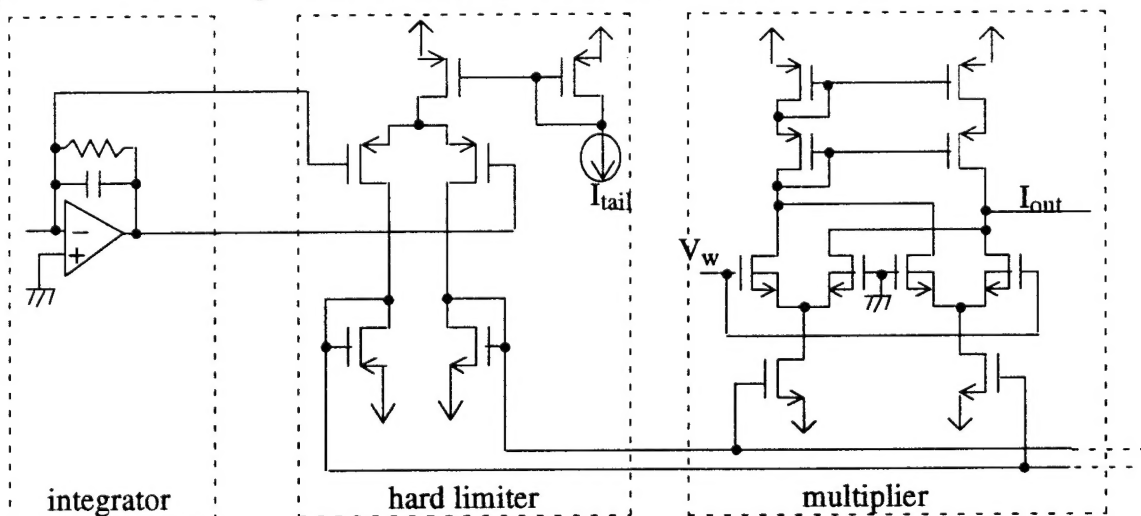 I_tail
V_w
I_out
−
+
integrator
hard limiter
multiplier